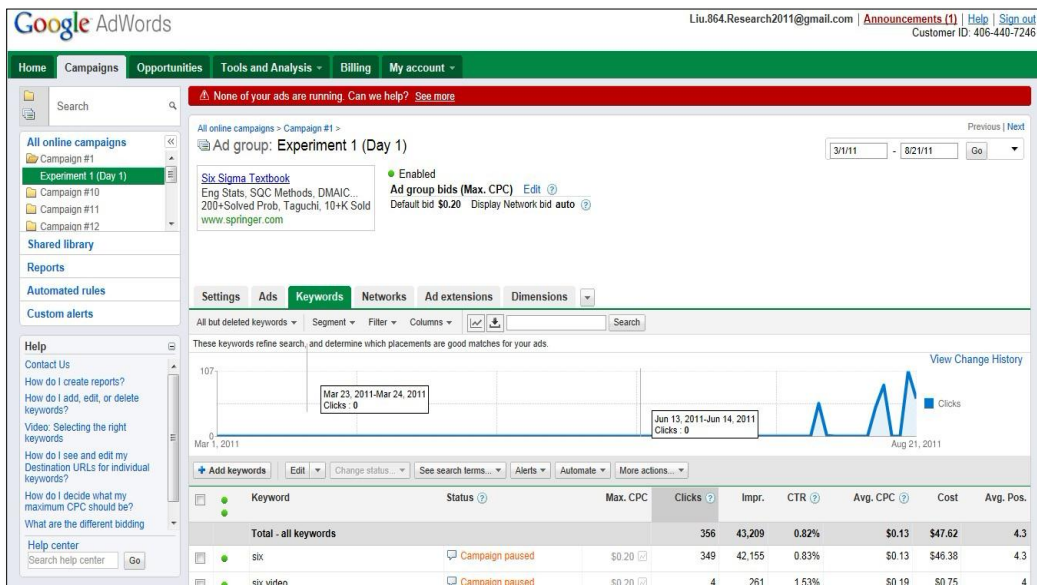 Google AdWords
Liu.864.Research2011@gmail.com | Announcements (1) | Help | Sign out
Customer ID: 406-440-7246
Home Campaigns Opportunities Tools and Analysis Billing My account
Search
None of your ads are running. Can we help? See more
All online campaigns
Campaign #1
Experiment 1 (Day 1)
Campaign #10
Campaign #11
Campaign #12
Shared library
Reports
Automated rules
Custom alerts
Help
Contact Us
How do I create reports?
How do I add, edit, or delete
keywords?
Video: Selecting the right
keywords
How do I see and edit my
Destination URLs for individual
keywords?
How do I decide what my
maximum CPC should be?
What are the different bidding
Help center
Search help center Go
All online campaigns > Campaign #1 >
Previous | Next
Ad group: Experiment 1 (Day 1)
3/1/11 - 8/21/11 Go
Six Sigma Textbook
Eng Stats, SQC Methods, DMAIC...
200+Solved Prob, Taguchi, 10+K Sold
www.springer.com
Enabled
Ad group bids (Max. CPC) Edit
Default bid $0.20 Display Network bid auto
Settings Ads Keywords Networks Ad extensions Dimensions
All but deleted keywords Segment Filter Columns Search
These keywords refine search, and determine which placements are good matches for your ads.
View Change History
107
Mar 23, 2011-Mar 24, 2011
Clicks : 0
Jun 13, 2011-Jun 14, 2011
Clicks : 0
Clicks
0
Mar 1, 2011
Aug 21, 2011
+ Add keywords Edit Change status... See search terms... Alerts Automate More actions...
Keyword Status Max. CPC Clicks Impr. CTR Avg. CPC Cost Avg. Pos.
Total - all keywords 356 43,209 0.82% $0.13 $47.62 4.3
six Campaign paused $0.20 349 42,155 0.83% $0.13 $46.38 4.3
six video Campaign paused $0.20 4 261 1.53% $0.19 $0.75 4